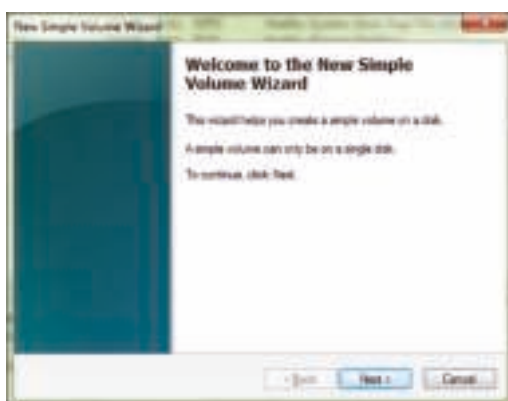 New Simple Volume Wizard
Welcome to the New Simple
Volume Wizard
This wizard helps you create a simple volume on a disk.
A simple volume can only be on a single disk.
To continue, click Next.
< Back
Next >
Cancel